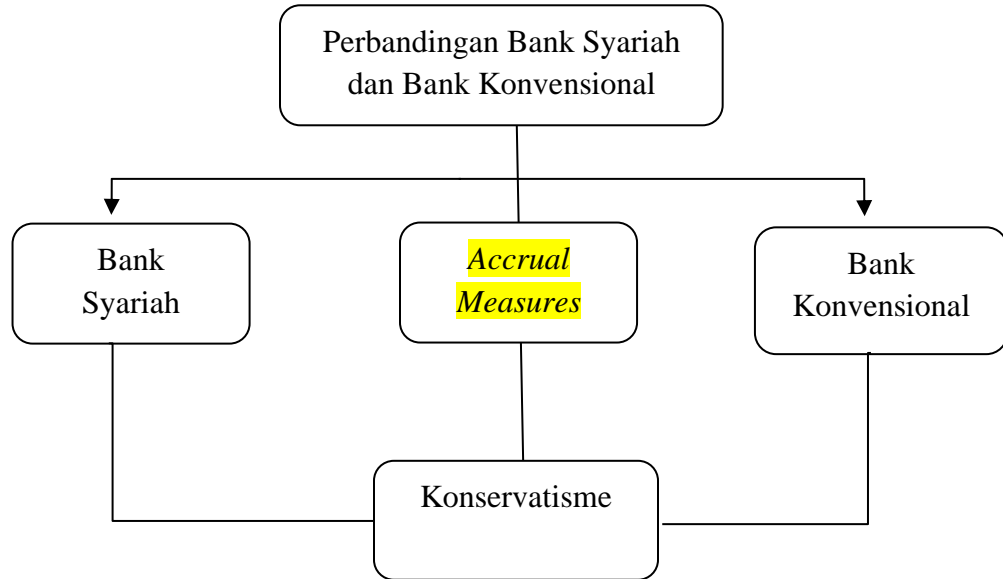 Perbandingan Bank Syariah
dan Bank Konvensional
Bank
Syariah
Accrual
Measures
Bank
Konvensional
Konservatisme